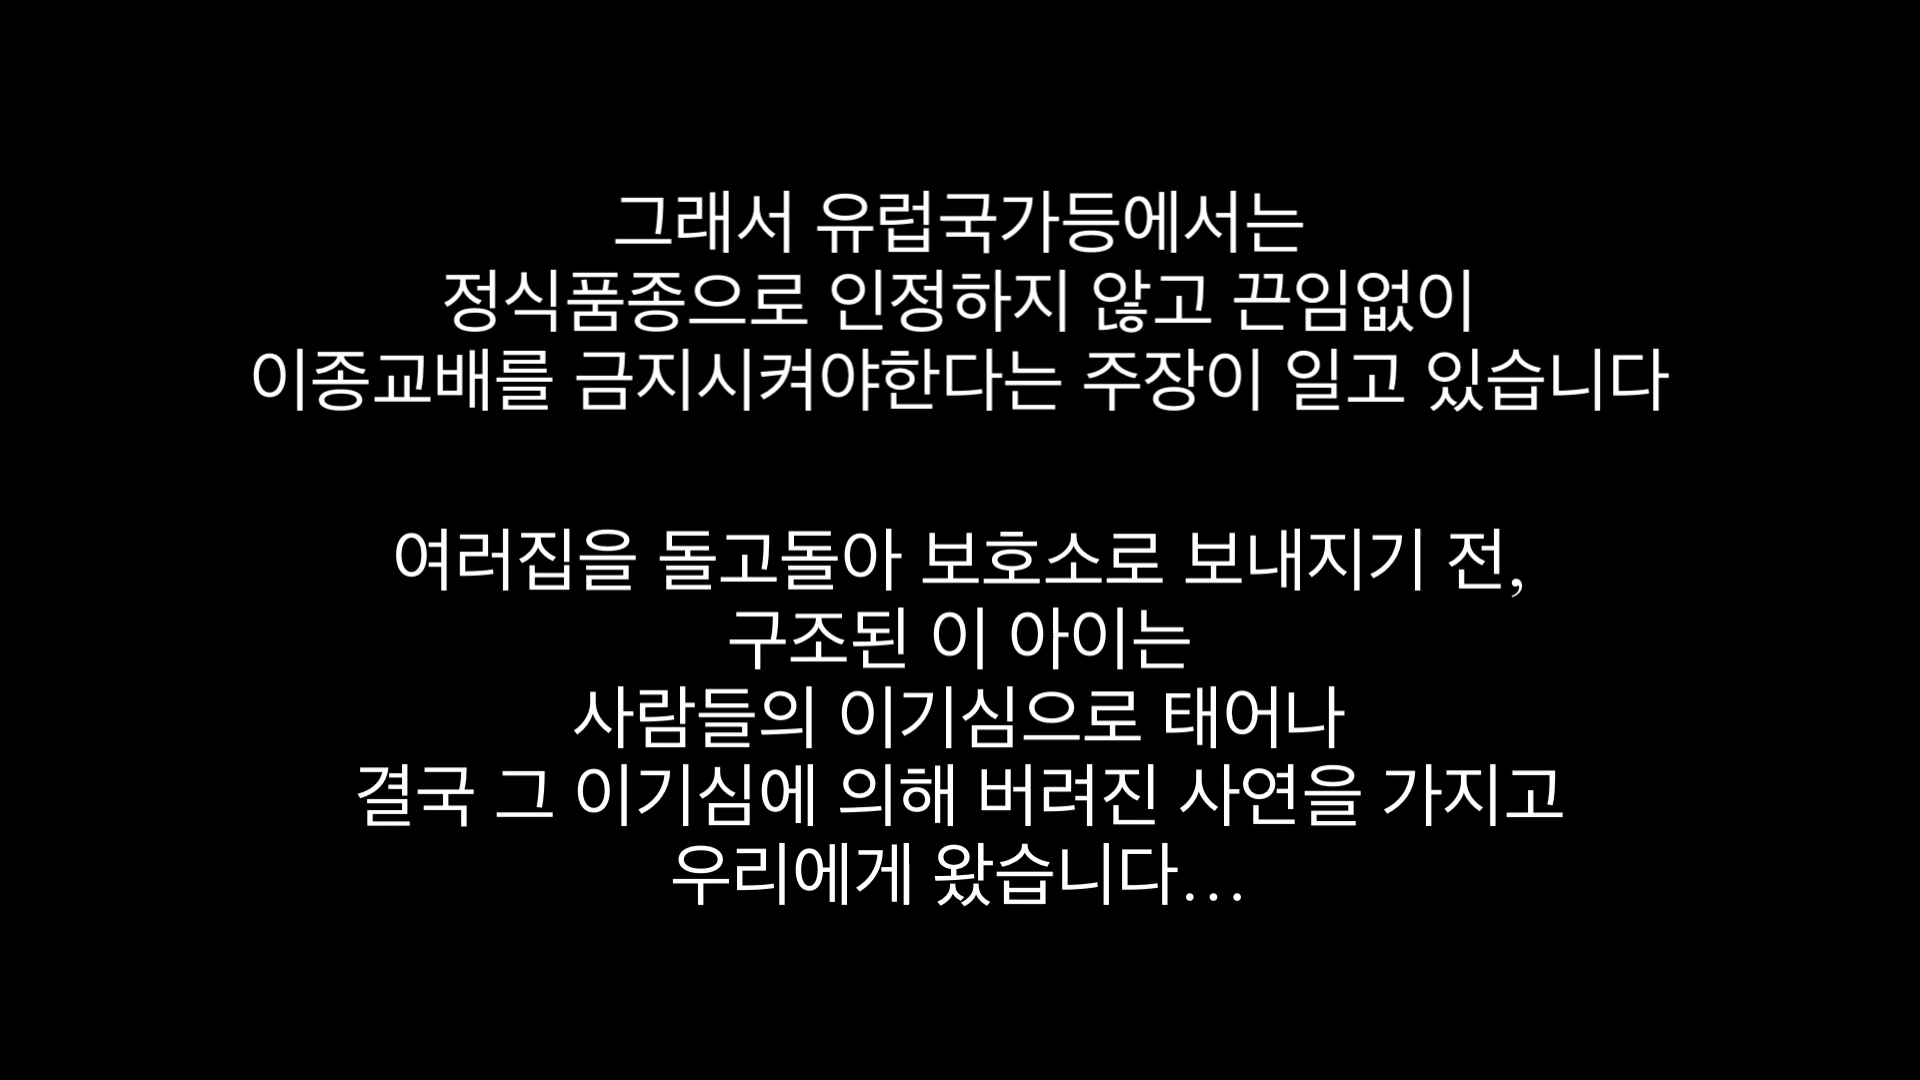 그래서 유럽국가등에서는
정식품종으로 인정하지 않고 끈임없이
이종교배를 금지시켜야한다는 주장이 일고 있습니다
여러집을 돌고돌아 보호소로 보내지기 전,
구조된 이 아이는
사람들의 이기심으로 태어나
결국 그 이기심에 의해 버려진 사연을 가지고
우리에게 왔습니다...